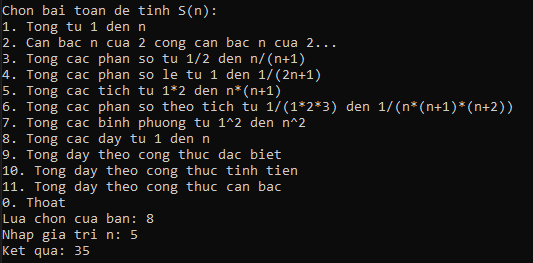 Chon bai toan de tinh S(n):
1. Tong tu 1 den n
2. Can bac n cua 2 cong can bac n cua 2...
3. Tong cac phan so tu 1/2 den n/(n+1)
4. Tong cac phan so le tu 1 den 1/(2n+1)
5. Tong cac tich tu 1*2 den n*(n+1)
6. Tong cac phan so theo tich tu 1/(1*2*3) den 1/(n*(n+1)*(n+2))
7. Tong cac binh phuong tu 1^2 den n^2
8. Tong cac day tu 1 den n
9. Tong day theo cong thuc dac biet
10. Tong day theo cong thuc tinh tien
11. Tong day theo cong thuc can bac
0. Thoat
Lua chon cua ban: 8
Nhap gia tri n: 5
Ket qua: 35